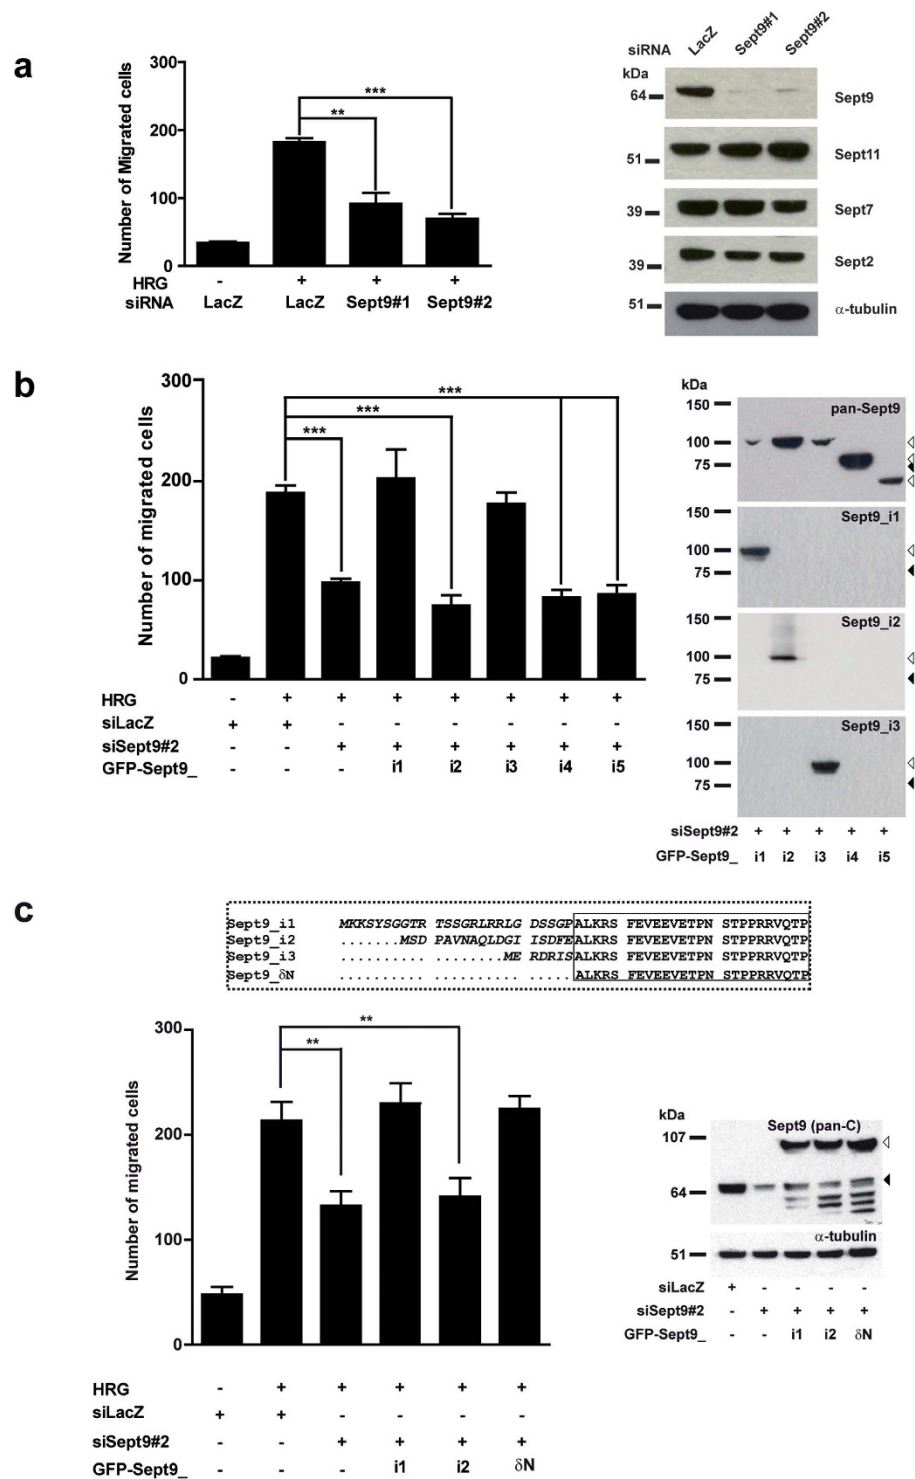 a
300
200
100
0
Number of Migrated cells
***
**
HRG - + + +
siRNA LacZ LacZ Sept9#1 Sept9#2
siRNA LacZ Sept9#1 Sept9#2
kDa
64 Sept9
51 Sept11
39 Sept7
39 Sept2
51 α-tubulin
b
300
200
100
0
Number of migrated cells
***
***
***
HRG - + + + + + + +
siLacZ + + - - - - - -
siSept9#2 - - + + + + + +
GFP-Sept9_ - - - i1 i2 i3 i4 i5
kDa
150 pan-Sept9
100
75
150 Sept9_i1
100
75
150 Sept9_i2
100
75
150 Sept9_i3
100
75
siSept9#2 + + + + +
GFP-Sept9_ i1 i2 i3 i4 i5
c
Sept9_i1 MKKSYSGGTR TSSGRLRRLG DSSGPALKRS FEVEEVETPN STPPRRVQTP
Sept9_i2 .......MSD PAVNAQLDGI ISDFEALKRS FEVEEVETPN STPPRRVQTP
Sept9_i3 .......... ........ME RDRISALKRS FEVEEVETPN STPPRRVQTP
Sept9_δN .......... .......... .....ALKRS FEVEEVETPN STPPRRVQTP
300
200
100
0
Number of migrated cells
**
**
HRG - + + + + +
siLacZ + + - - - -
siSept9#2 - - + + + +
GFP-Sept9_ - - - i1 i2 δN
kDa
107 Sept9 (pan-C)
64
α-tubulin
51
siLacZ + - - - -
siSept9#2 - + + + +
GFP-Sept9_ - - i1 i2 δN